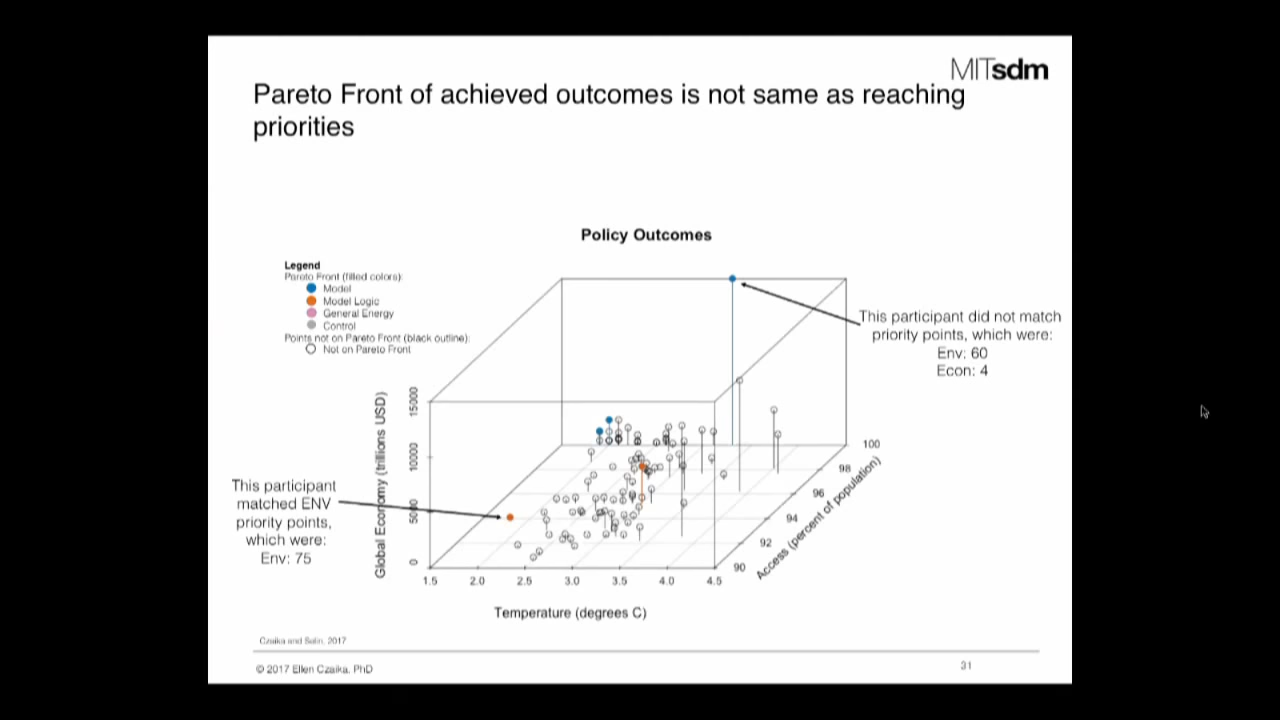 MITsdm
Pareto Front of achieved outcomes is not same as reaching
priorities
Policy Outcomes
Legend
Pareto Front (filled colors):
Model
Model Logic
General Energy
Control
Points not on Pareto Front (black outline):
Not on Pareto Front
This participant did not match
priority points, which were:
Env: 60
Econ: 4
This participant
matched ENV
priority points,
which were:
Env: 75
Global Economy (trillions USD)
15000
10000
5000
0
1.5 2.0 2.5 3.0 3.5 4.0 4.5
Temperature (degrees C)
100
98
96
94
92
90
Access (percent of population)
Czaika and Selin, 2017
© 2017 Ellen Czaika, PhD
31